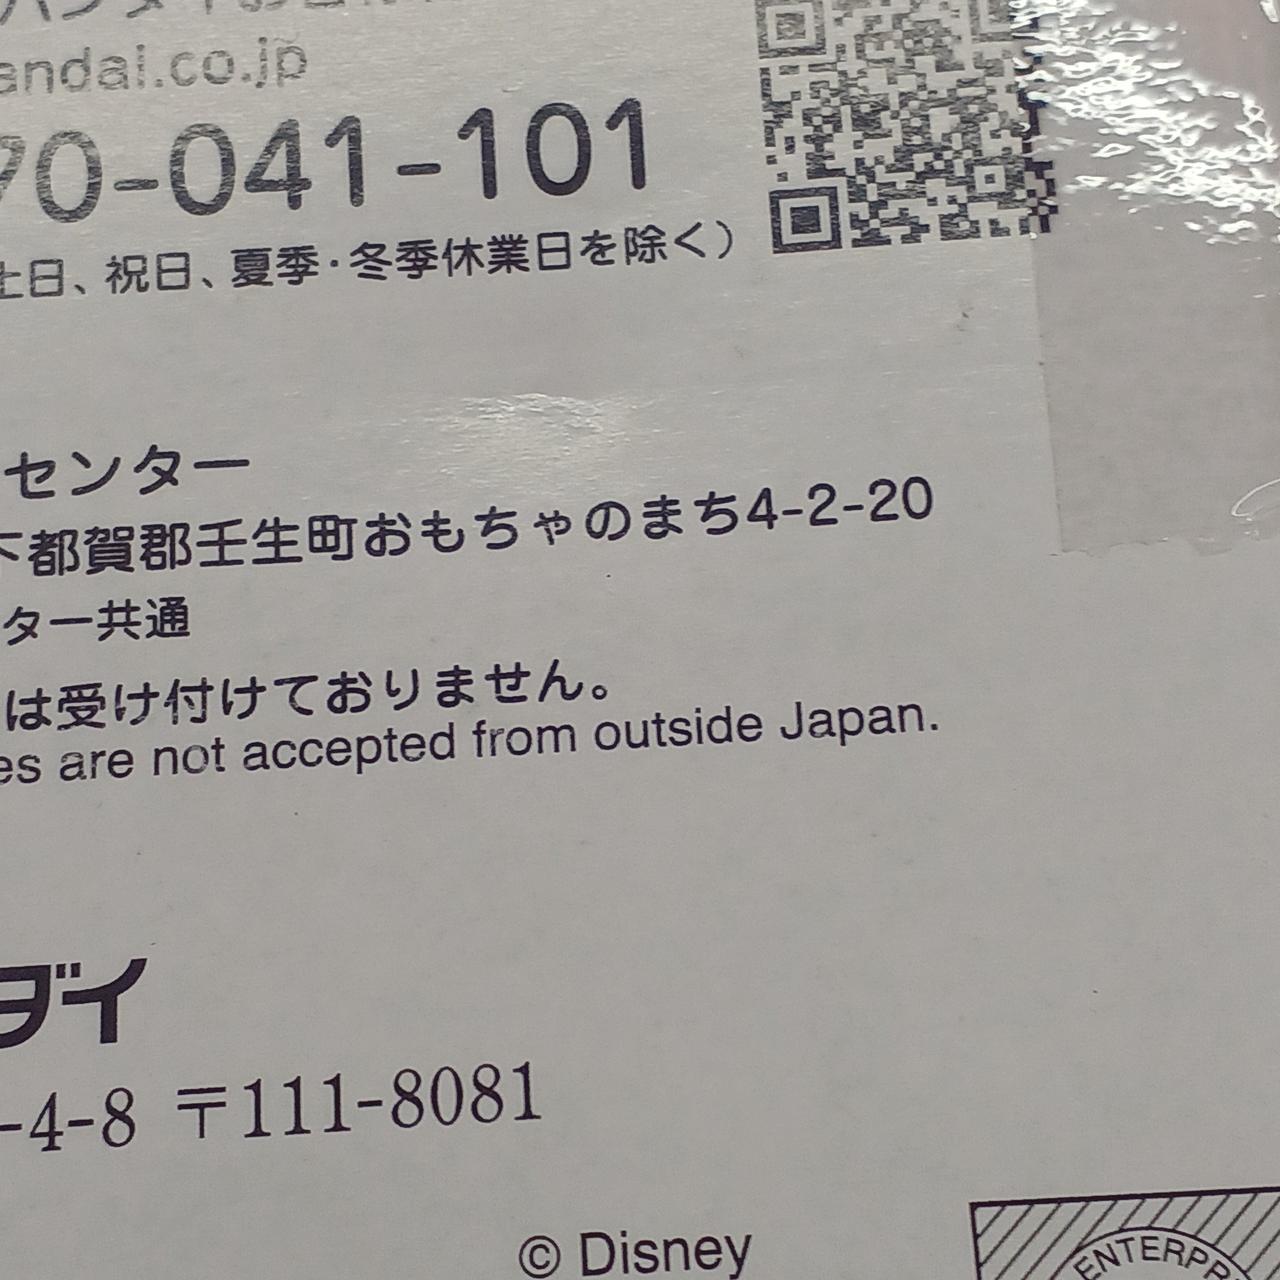 andai.co.jp
70-041-101
土日、祝日、夏季·冬季休業日を除く）
センター
下都賀郡壬生町おもちゃのまち4-2-20
ター共通
は受け付けておりません。
es are not accepted from outside Japan.
ダイ
-4-8 〒111-8081
© Disney
ENTERPR